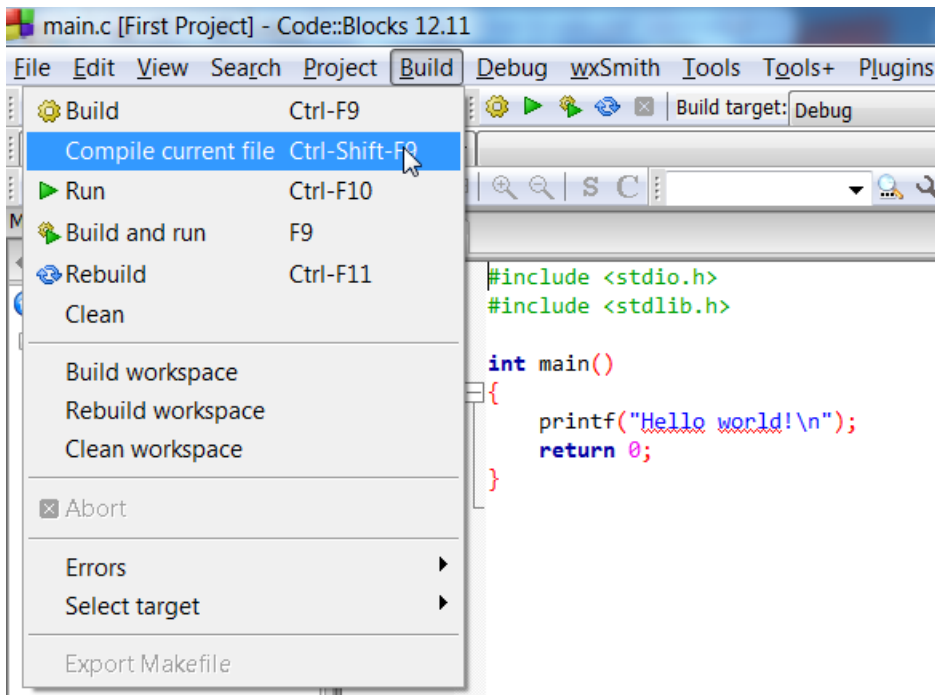 main.c [First Project] - Code::Blocks 12.11
File Edit View Search Project Build Debug wxSmith Tools Tools+ Plugins
Build Ctrl-F9
Build target: Debug
Compile current file Ctrl-Shift-F9
Run Ctrl-F10
S C
M
Build and run F9
Rebuild Ctrl-F11
Clean
Build workspace
Rebuild workspace
Clean workspace
Abort
Errors
Select target
Export Makefile
#include <stdio.h>
#include <stdlib.h>
int main()
{
printf("Hello world!\n");
return 0;
}